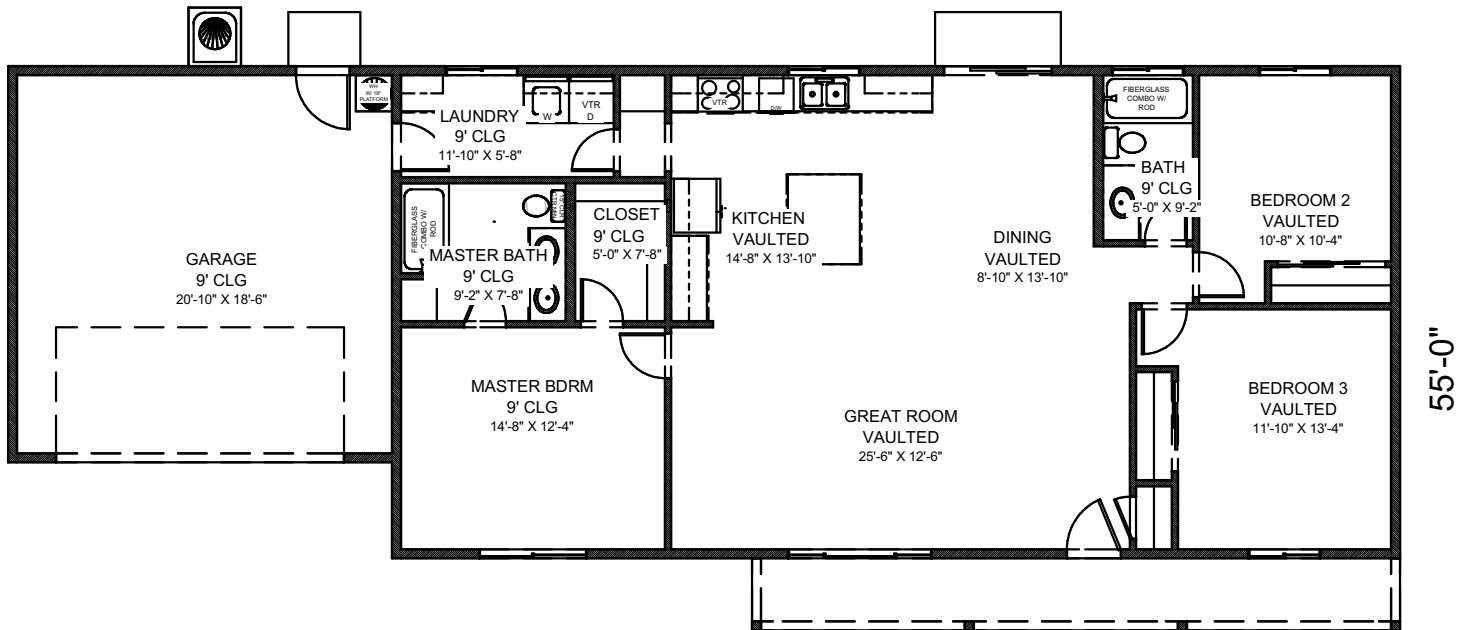 WH
W/ 18"
PLATFORM
LAUNDRY
9' CLG
11'-10" X 5'-8"
W
VTR
D
VTR
D/W
FIBERGLASS
COMBO W/
ROD
BATH
9' CLG
5'-0" X 9'-2"
BEDROOM 2
VAULTED
10'-8" X 10'-4"
GARAGE
9' CLG
20'-10" X 18'-6"
FIBERGLASS
COMBO W/
ROD
MASTER BATH
9' CLG
9'-2" X 7'-8"
CLOSET
9' CLG
5'-0" X 7'-8"
KITCHEN
VAULTED
14'-8" X 13'-10"
DINING
VAULTED
8'-10" X 13'-10"
MASTER BDRM
9' CLG
14'-8" X 12'-4"
GREAT ROOM
VAULTED
25'-6" X 12'-6"
BEDROOM 3
VAULTED
11'-10" X 13'-4"
55'-0"